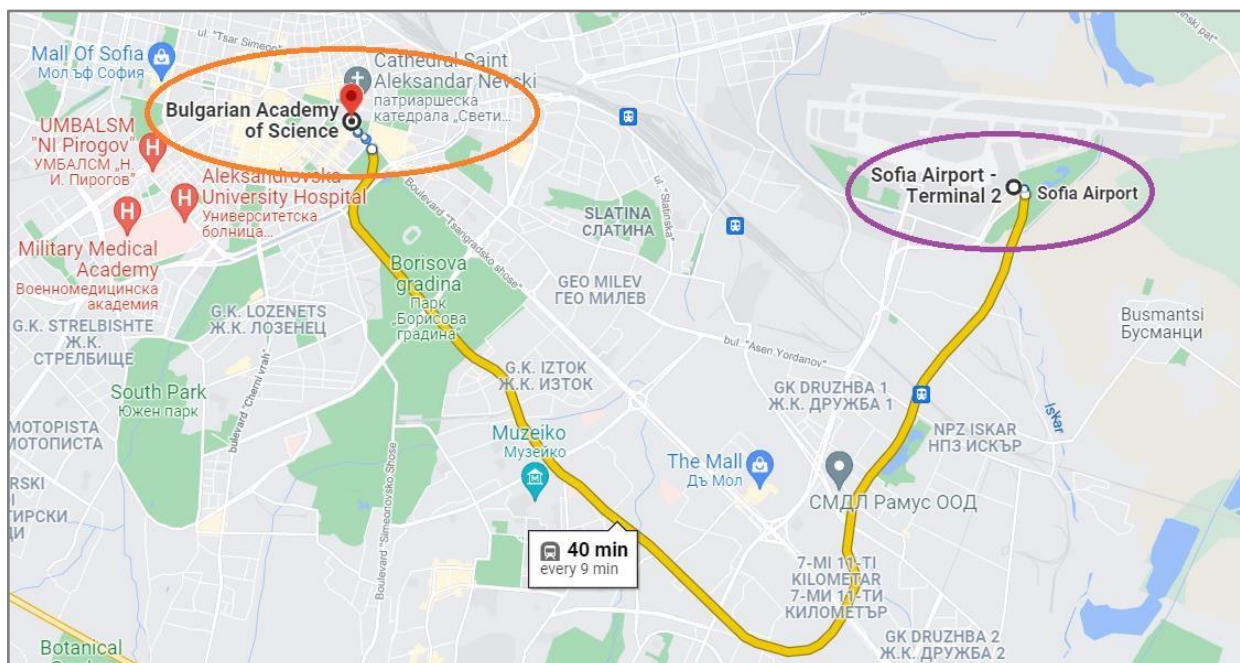 ul. "Tsar Simeon"
Mall Of Sofia
Мол ъф София
Cathedral Saint
Aleksandar Nevski
патриаршеска
катедрала „Свети...
Bulgarian Academy
of Science
UMBALSM
"NI Pirogov"
УМБАЛСМ „Н.
И. Пирогов"
Aleksandrovska
University Hospital
Университетска
болница...
Military Medical
Academy
Военномедицинска
академия
Boulevard "Tsarigradsko shose"
ul. "Slatinska"
SLATINA
СЛАТИНА
Sofia Airport -
Terminal 2
Sofia Airport
Borisova
gradina
Парк
„Борисова
градина"
GEO MILEV
ГЕО МИЛЕВ
Busmantsi
Бусманци
G.K. LOZENETS
Ж.К. ЛОЗЕНЕЦ
G.K. STRELBISHTE
Ж.К.
СТРЕЛБИЩЕ
bul. "Asen Yordanov"
G.K. IZTOK
Ж.К. ИЗТОК
GK DRUZHBA 1
Ж.К. ДРУЖБА 1
Iskar
South Park
Южен парк
bulevard "Cherni vrah"
MOTOPISTA
МОТОПИСТА
NPZ ISKAR
НПЗ ИСКЪР
Muzeiko
Музейко
The Mall
Дъ Мол
СМДЛ Рамус ООД
Boulevard "Simeonovsko Shose"
40 min
every 9 min
7-MI 11-TI
KILOMETAR
7-МИ 11-ТИ
КИЛОМЕТЪР
GK DRUZHBA 2
Ж.К. ДРУЖБА 2
Botanical